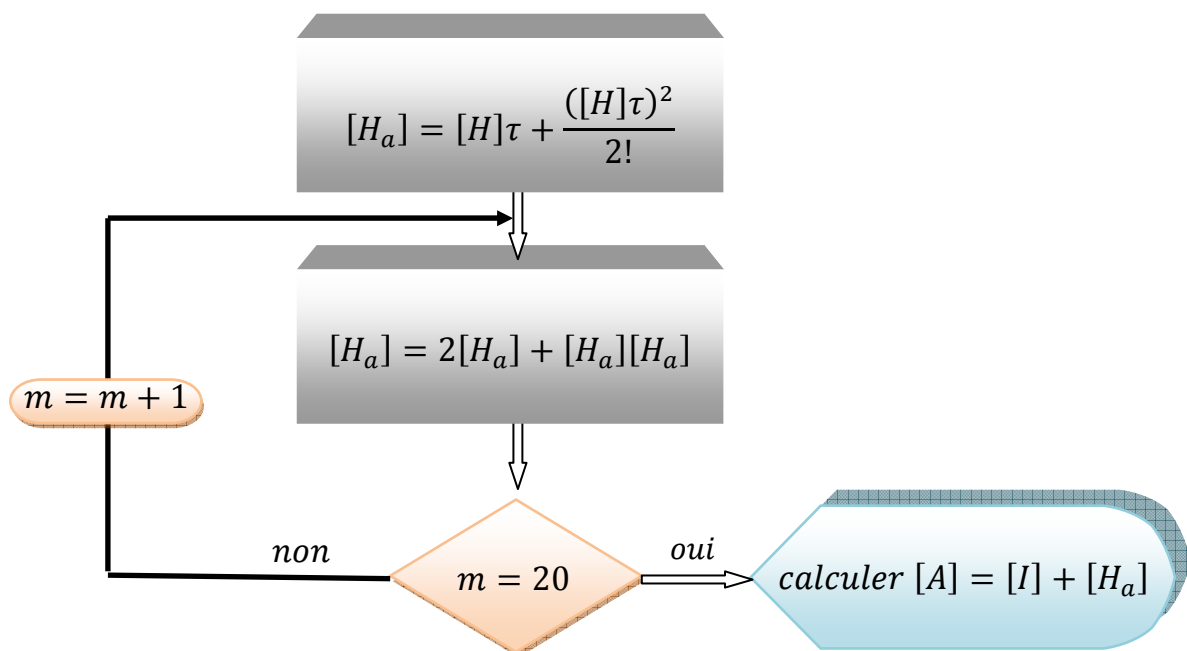 [H_a] = [H]τ + ([H]τ)²/2!
[H_a] = 2[H_a] + [H_a][H_a]
m = m + 1
non
m = 20
oui
calculer [A] = [I] + [H_a]